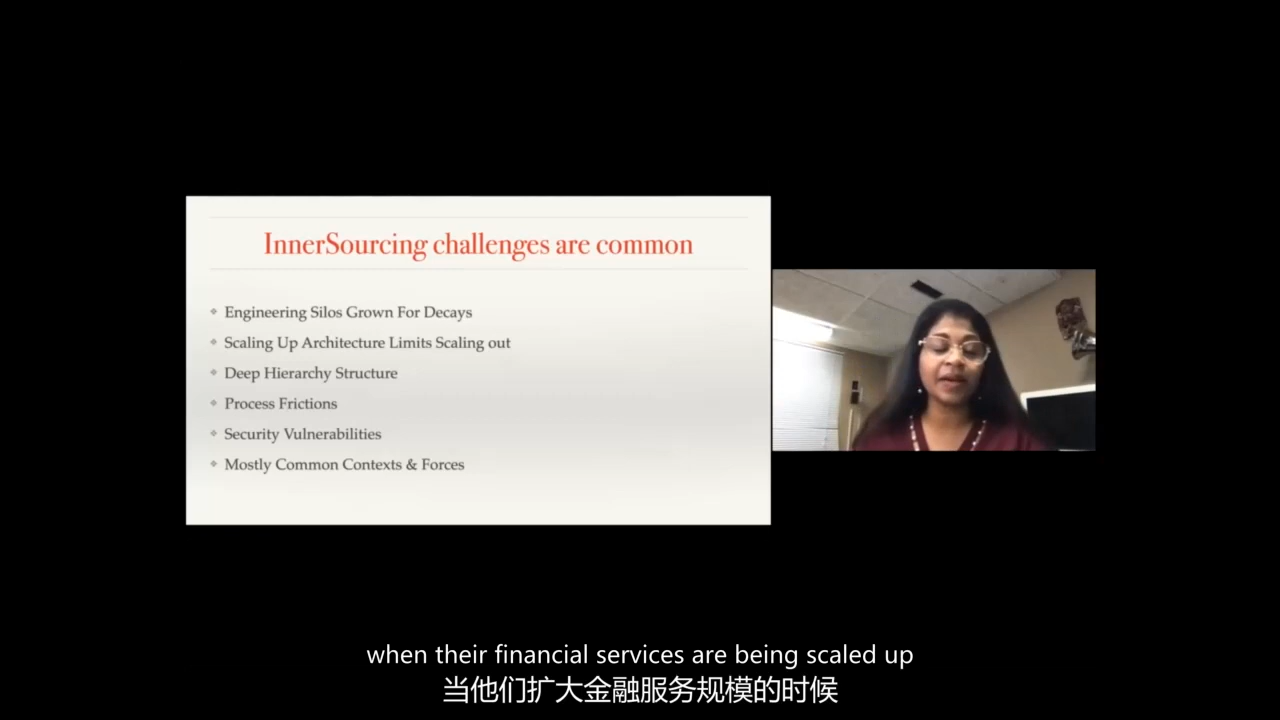 InnerSourcing challenges are common
Engineering Silos Grown For Decays
Scaling Up Architecture Limits Scaling out
Deep Hierarchy Structure
Process Frictions
Security Vulnerabilities
Mostly Common Contexts & Forces
when their financial services are being scaled up
当他们扩大金融服务规模的时候